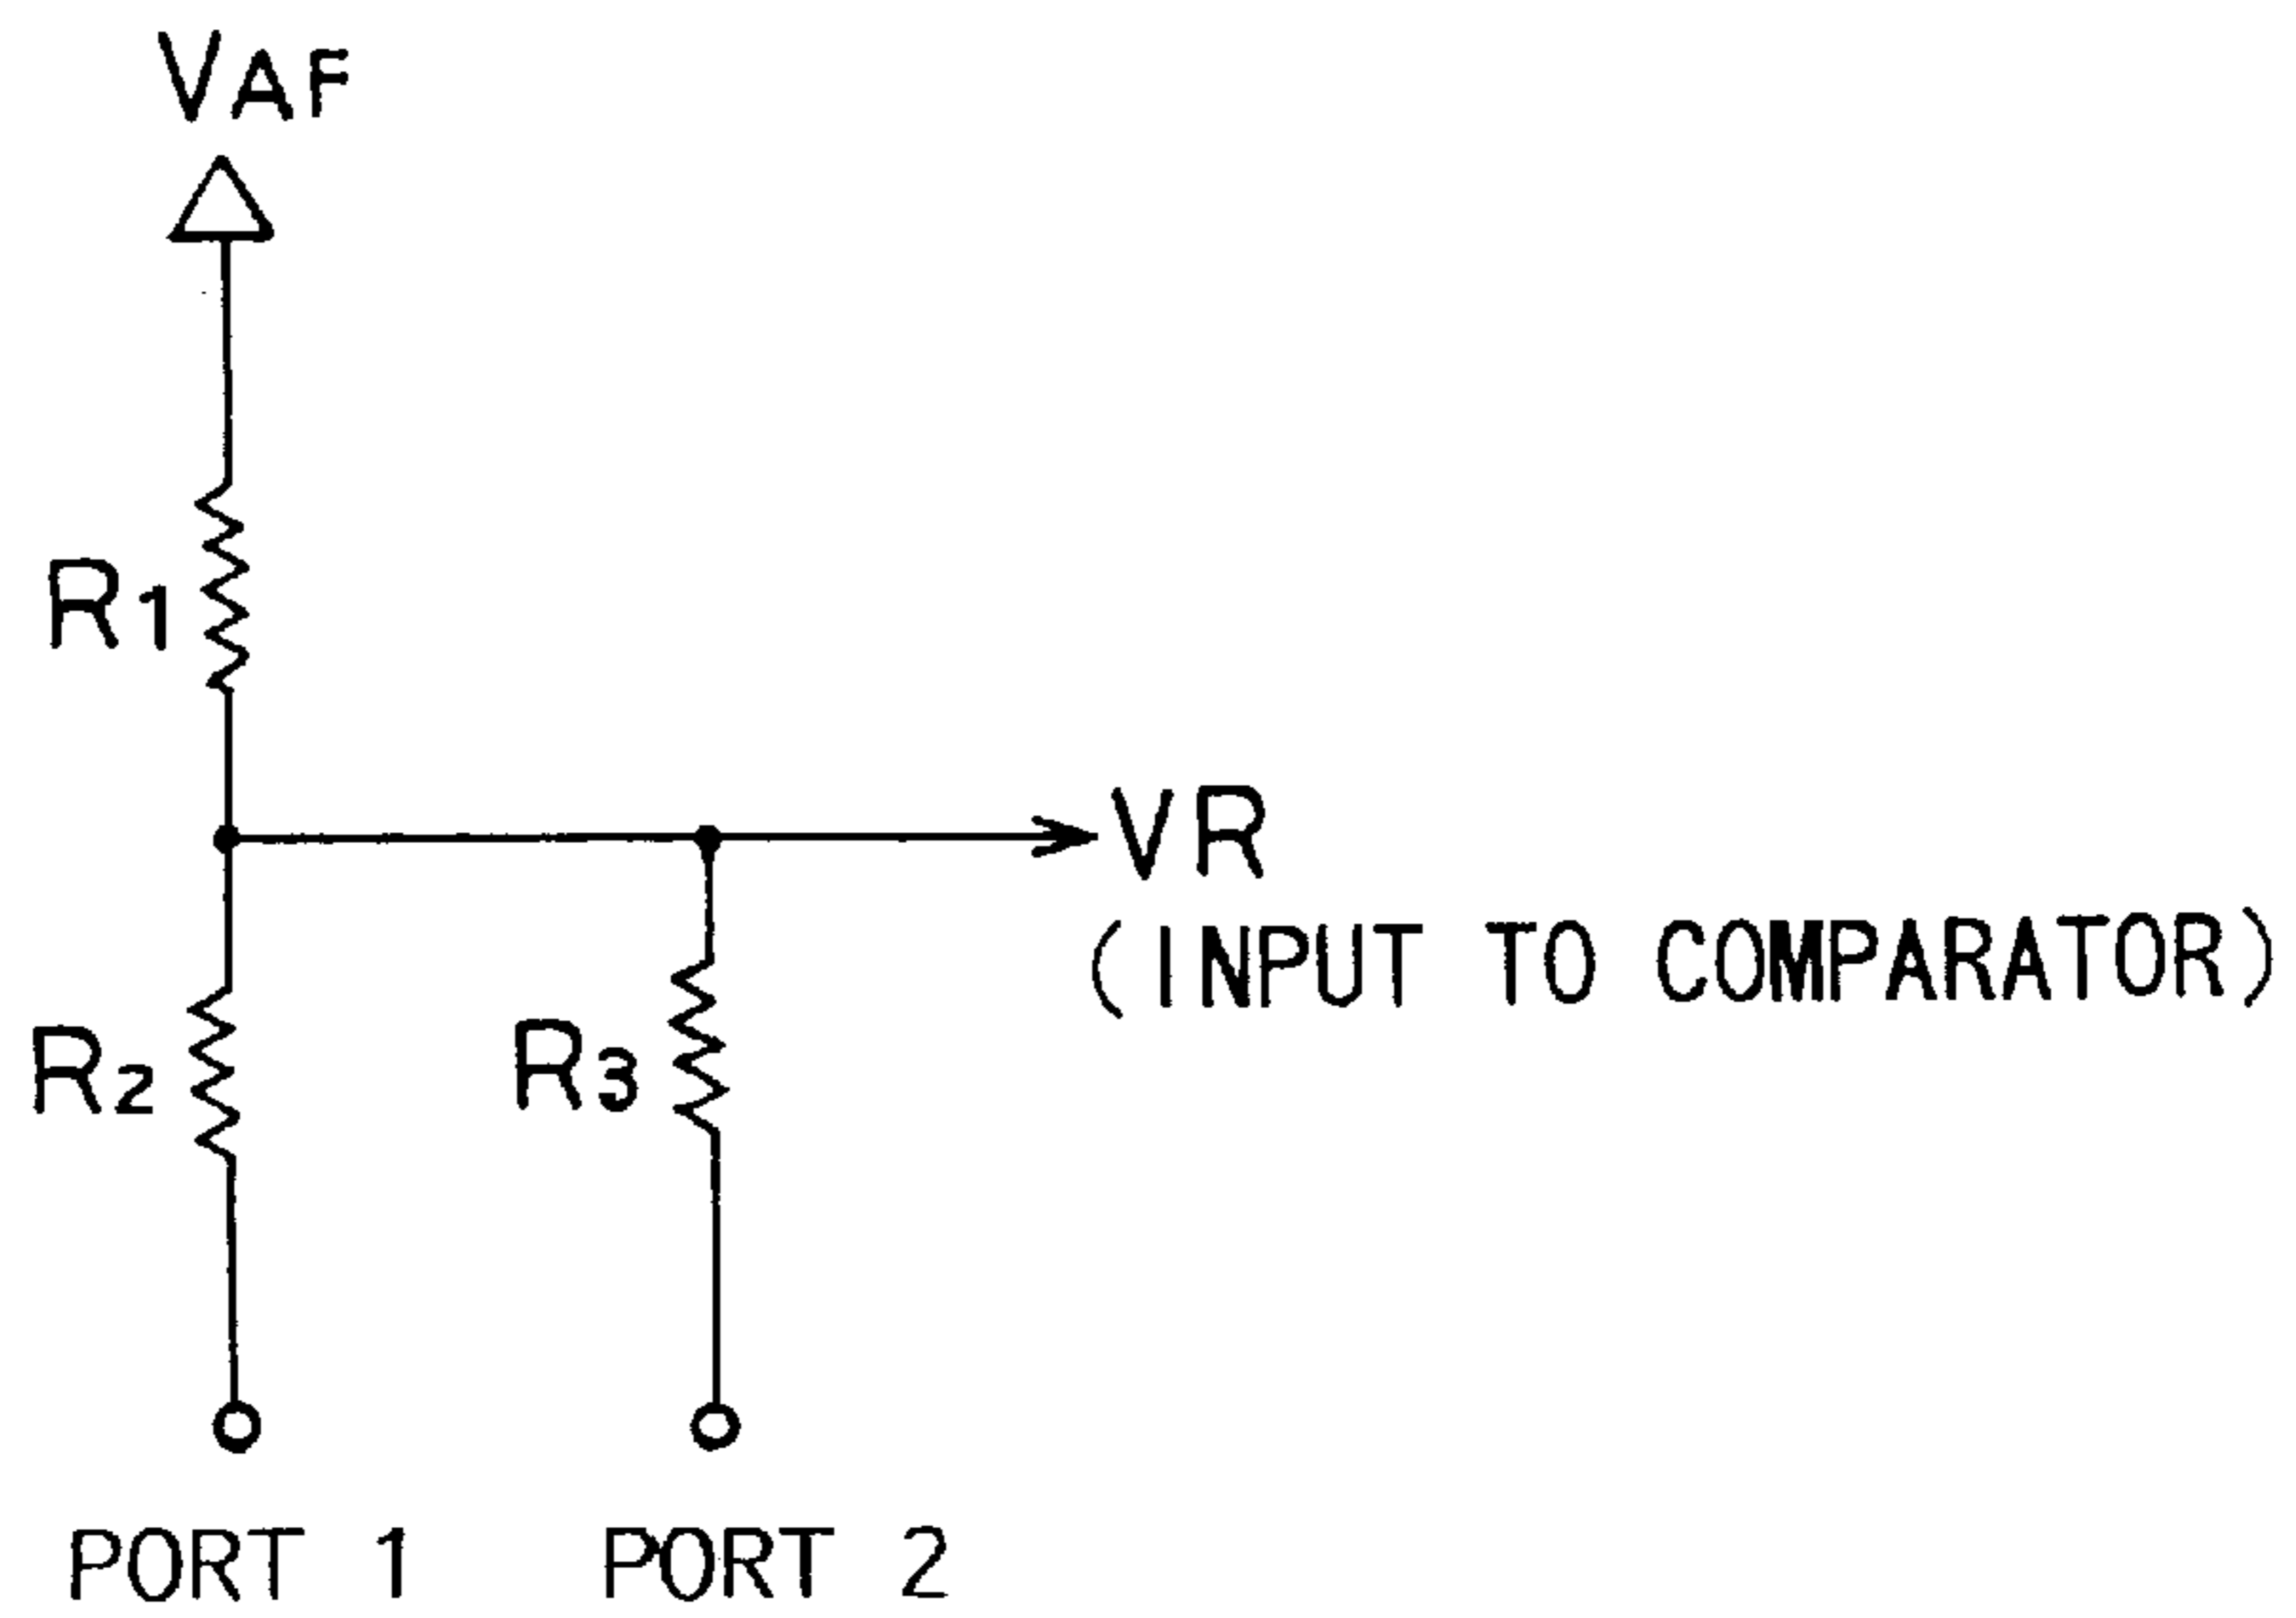 VAF
R1
VR
(INPUT TO COMPARATOR)
R2
R3
PORT 1
PORT 2